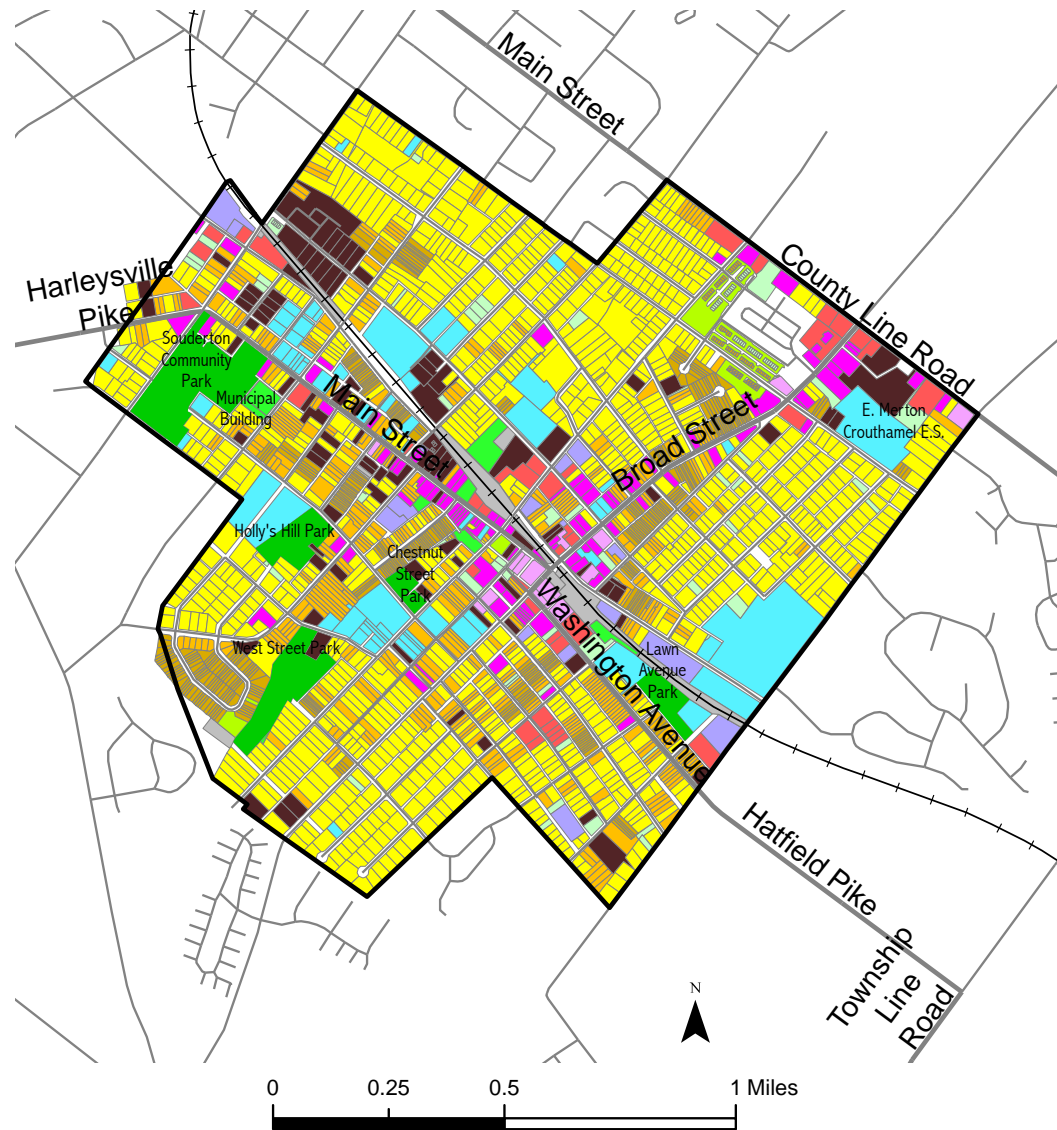 Main Street
County Line Road
Harleysville
Pike
Souderton
Community
Park
Municipal
Building
Main Street
Broad Street
E. Merton
Crouthamel E.S.
Holly's Hill Park
Chestnut
Street
Park
West Street Park
Washington Avenue
Lawn
Avenue
Park
Hatfield Pike
Township
Line
Road
N
0 0.25 0.5 1 Miles